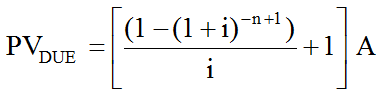 PV_DUE = [ (1 − (1 + i)^{−n+1} ) / i + 1 ] A